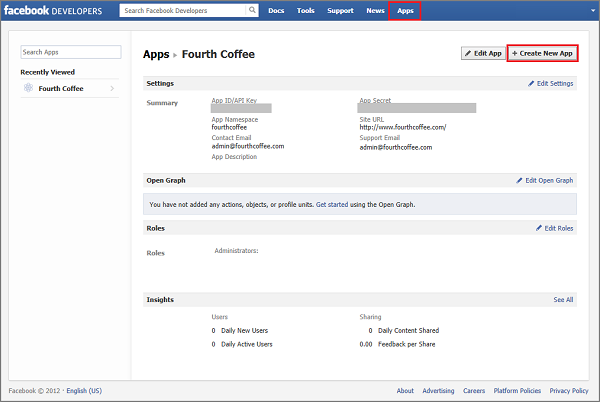 facebook DEVELOPERS Search Facebook Developers Docs Tools Support News Apps
Search Apps
Recently Viewed
Fourth Coffee
Apps ▸ Fourth Coffee
Edit App + Create New App
Settings Edit Settings
Summary
App ID/API Key App Secret
App Namespace Site URL
fourthcoffee http://www.fourthcoffee.com/
Contact Email Support Email
admin@fourthcoffee.com admin@fourthcoffee.com
App Description
Open Graph Edit Open Graph
You have not added any actions, objects, or profile units. Get started using the Open Graph.
Roles Edit Roles
Roles Administrators:
Insights See All
Users Sharing
0 Daily New Users 0 Daily Content Shared
0 Daily Active Users 0.00 Feedback per Share
Facebook © 2012 · English (US) About Advertising Careers Platform Policies Privacy Policy